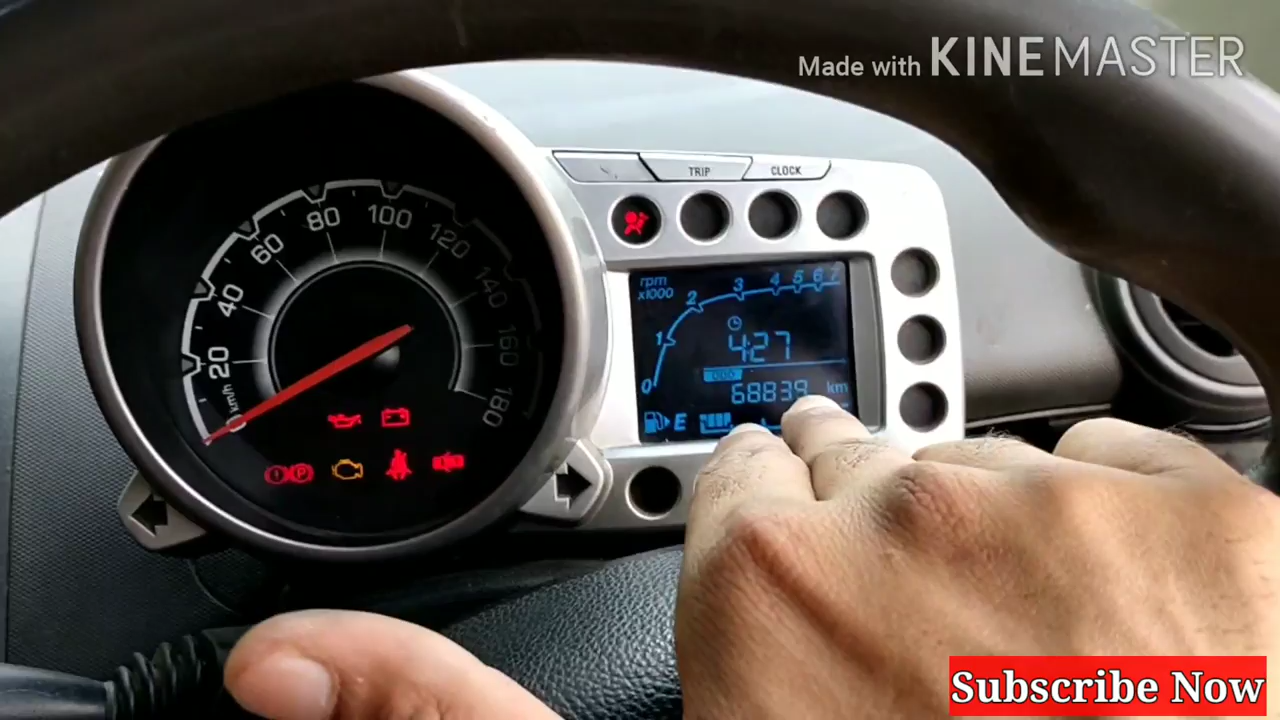 Made with KINEMASTER
TRIP
CLOCK
20
40
60
80
100
120
140
160
180
km/h
rpm
x1000
0
1
2
3
4
5
6
7
4:27
ODO
68839 km
E
P
Subscribe Now